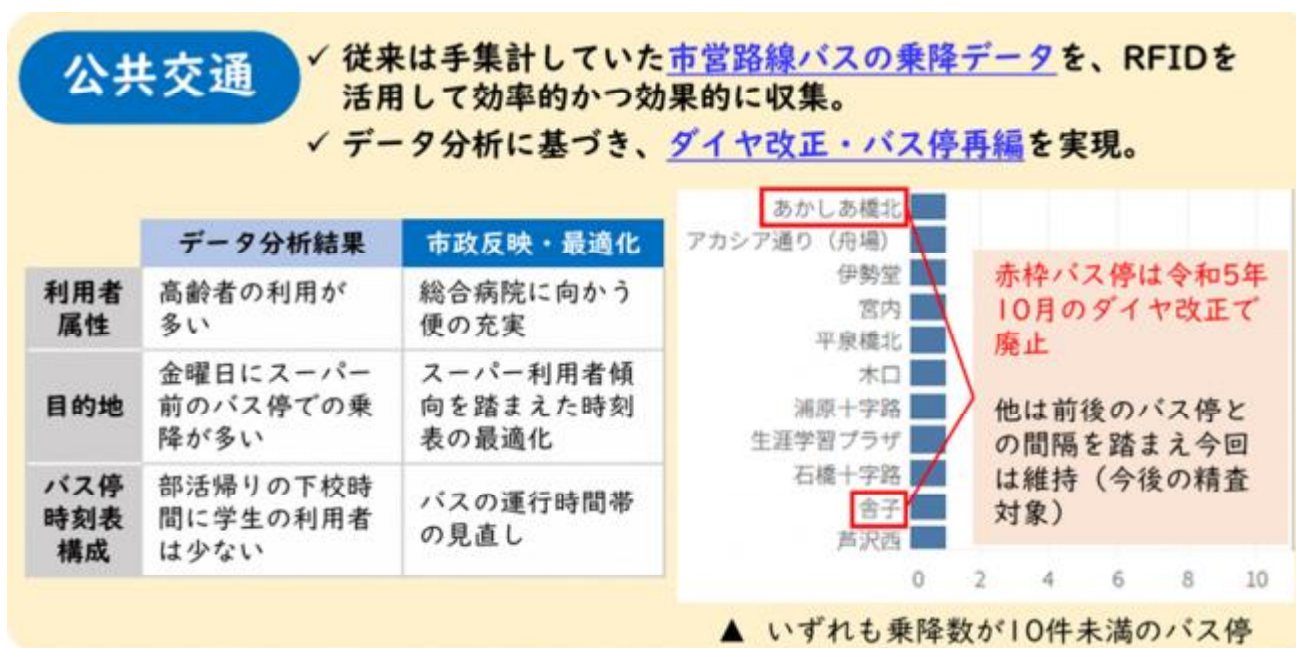 公共交通
✓ 従来は手集計していた市営路線バスの乗降データを、RFIDを
活用して効率的かつ効果的に収集。
✓ データ分析に基づき、ダイヤ改正・バス停再編を実現。
データ分析結果
市政反映・最適化
利用者
属性
高齢者の利用が
多い
総合病院に向かう
便の充実
目的地
金曜日にスーパー
前のバス停での乗
降が多い
スーパー利用者傾
向を踏まえた時刻
表の最適化
バス停
時刻表
構成
部活帰りの下校時
間に学生の利用者
は少ない
バスの運行時間帯
の見直し
あかしあ橋北
アカシア通り（舟場）
伊勢堂
宮内
平泉橋北
木口
浦原十字路
生涯学習プラザ
石橋十字路
舎子
芦沢西
0 2 4 6 8 10
赤枠バス停は令和5年
10月のダイヤ改正で
廃止
他は前後のバス停と
の間隔を踏まえ今回
は維持（今後の精査
対象）
▲ いずれも乗降数が10件未満のバス停